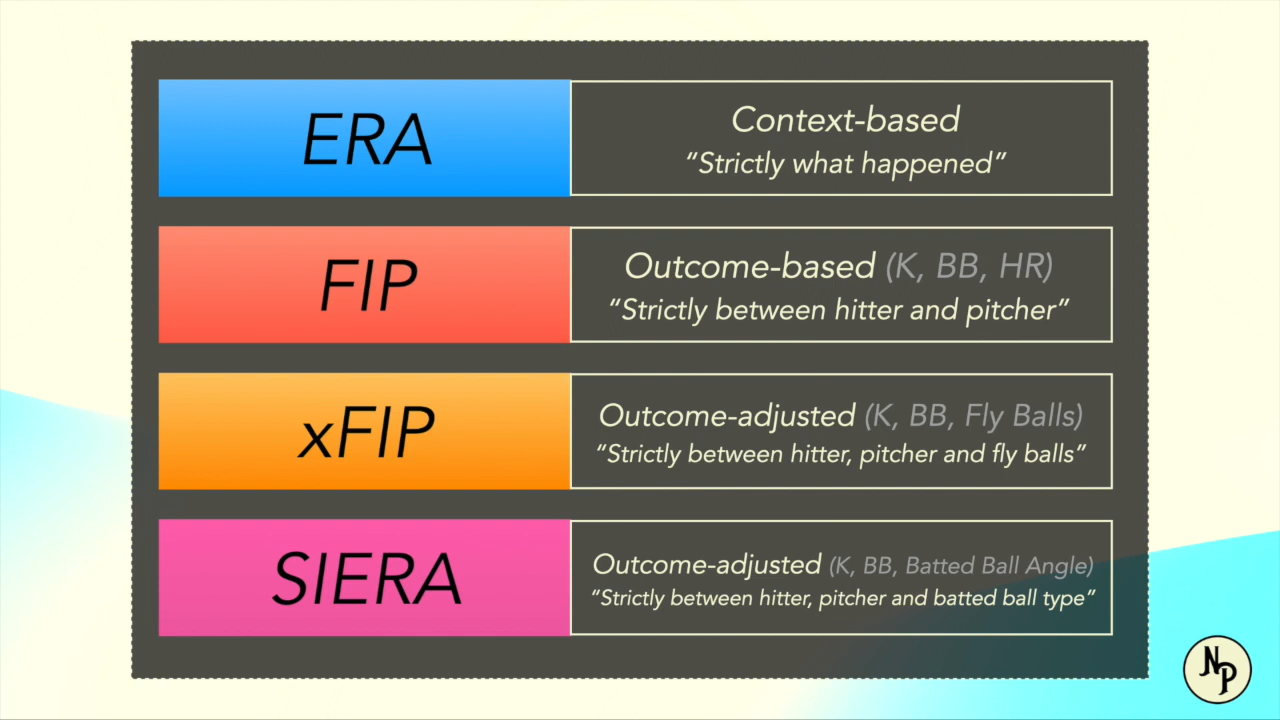 ERA
Context-based
“Strictly what happened”
FIP
Outcome-based (K, BB, HR)
“Strictly between hitter and pitcher”
xFIP
Outcome-adjusted (K, BB, Fly Balls)
“Strictly between hitter, pitcher and fly balls”
SIERA
Outcome-adjusted (K, BB, Batted Ball Angle)
“Strictly between hitter, pitcher and batted ball type”
NP